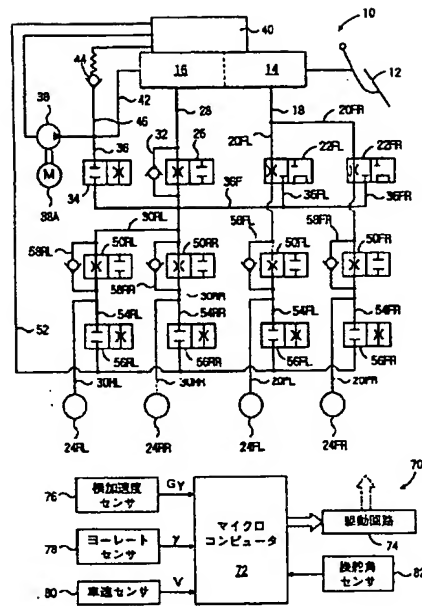 40
10
44
16
14
12
38
42
46
28
18
20FR
M
38A
36
32
26
20FL
22FL
22FR
34
36F
36FL
36FR
30RL
58RL
50RL
58RR
50RR
58FL
50FL
58FR
50FR
54RL
30RR
54RR
54FL
54FR
52
56RL
56RR
56FL
56FR
30RL
30RR
20FL
20FR
24RL
24RR
24FL
24FR
70
76
横加速度
センサ
GY
マイクロ
コンピュータ
72
駆動回路
74
78
ヨーレートセ
ンサ
γ
80
車速センサ
V
操舵角
センサ
82